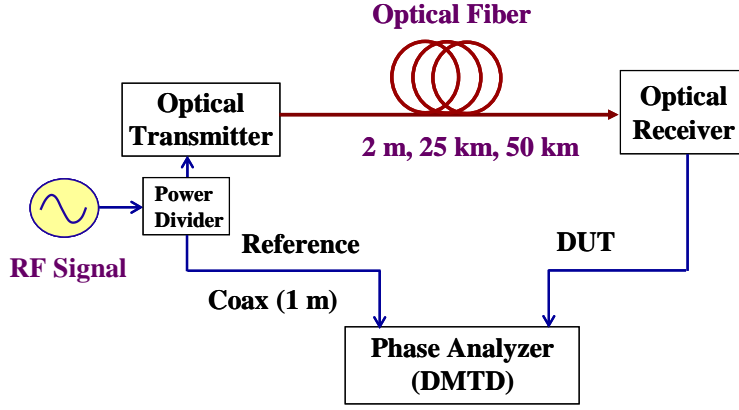 Optical Fiber
Optical
Transmitter
Optical
Receiver
2 m, 25 km, 50 km
Power
Divider
RF Signal
Reference
DUT
Coax (1 m)
Phase Analyzer
(DMTD)